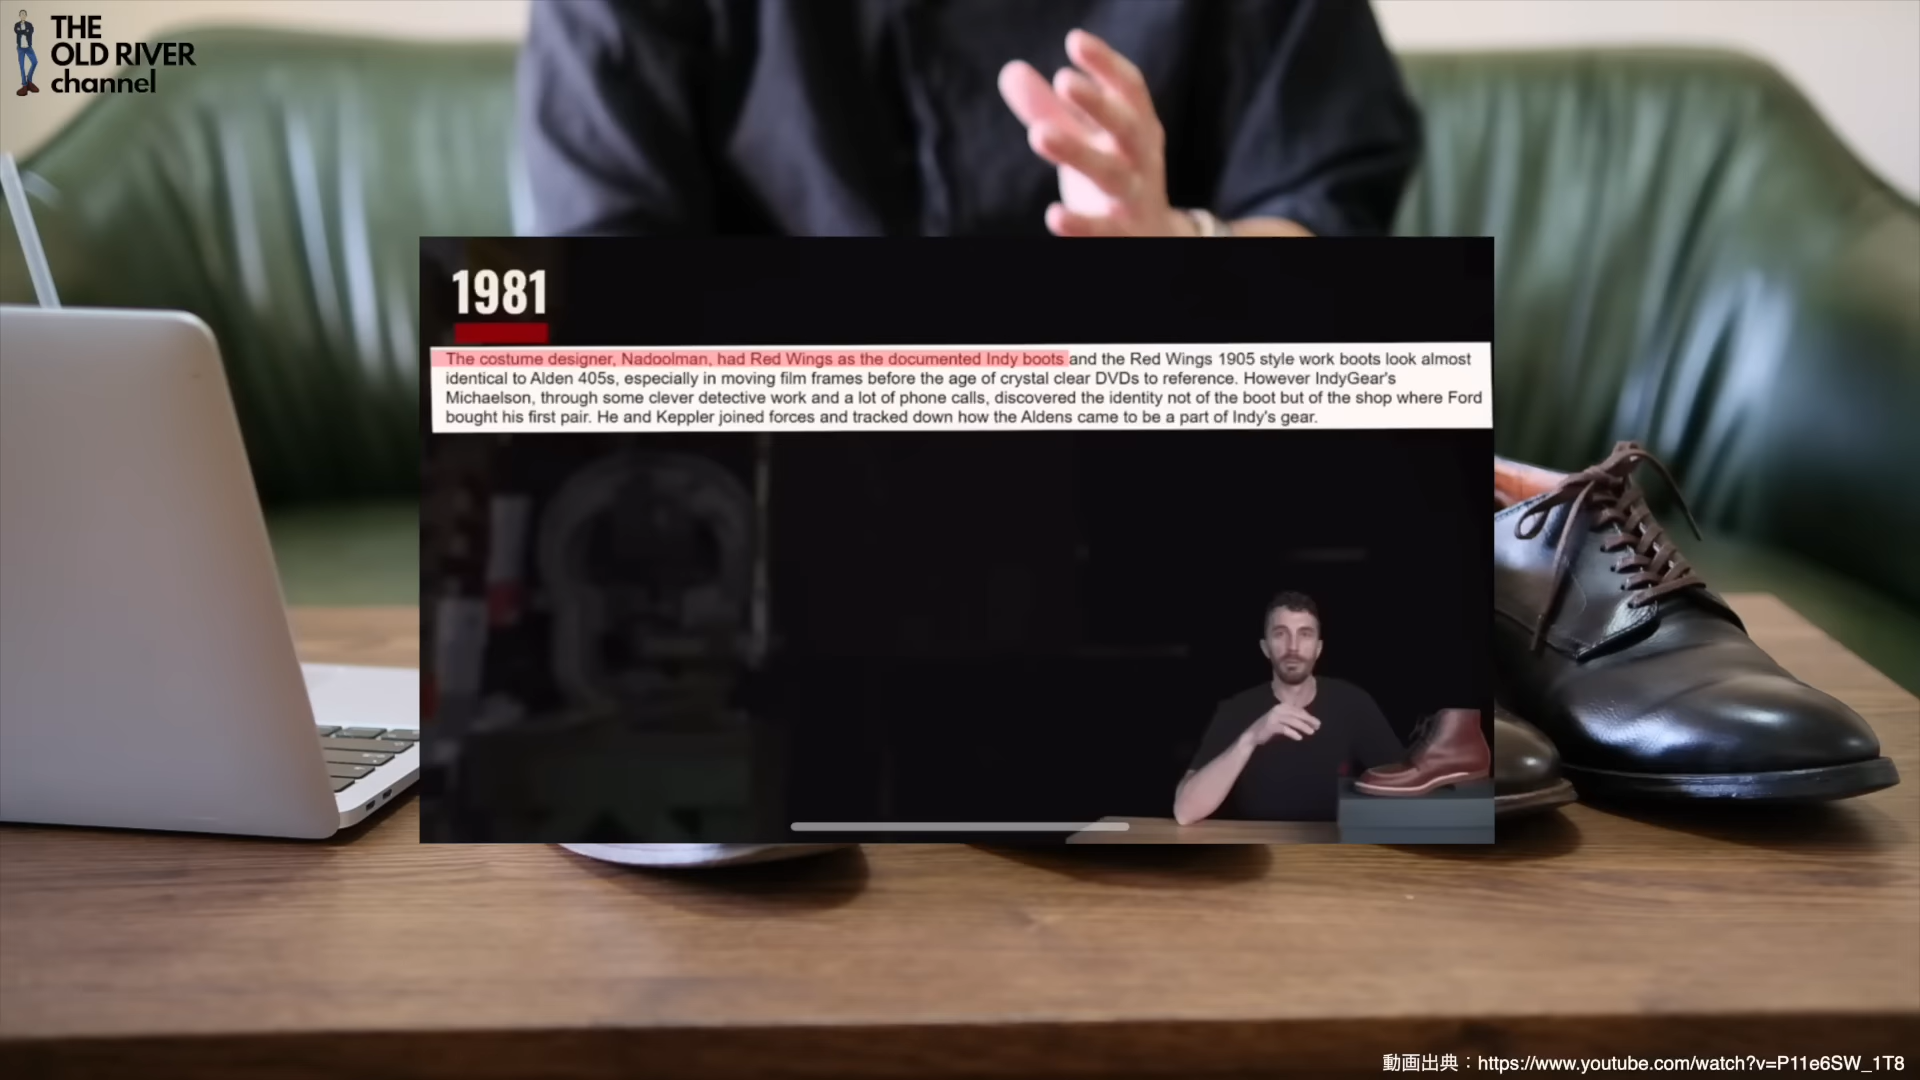 THE
OLD RIVER
channel
1981
The costume designer, Nadoolman, had Red Wings as the documented Indy boots and the Red Wings 1905 style work boots look almost
identical to Alden 405s, especially in moving film frames before the age of crystal clear DVDs to reference. However IndyGear's
Michaelson, through some clever detective work and a lot of phone calls, discovered the identity not of the boot but of the shop where Ford
bought his first pair. He and Keppler joined forces and tracked down how the Aldens came to be a part of Indy's gear.
動画出典：https://www.youtube.com/watch?v=P11e6SW_1T8